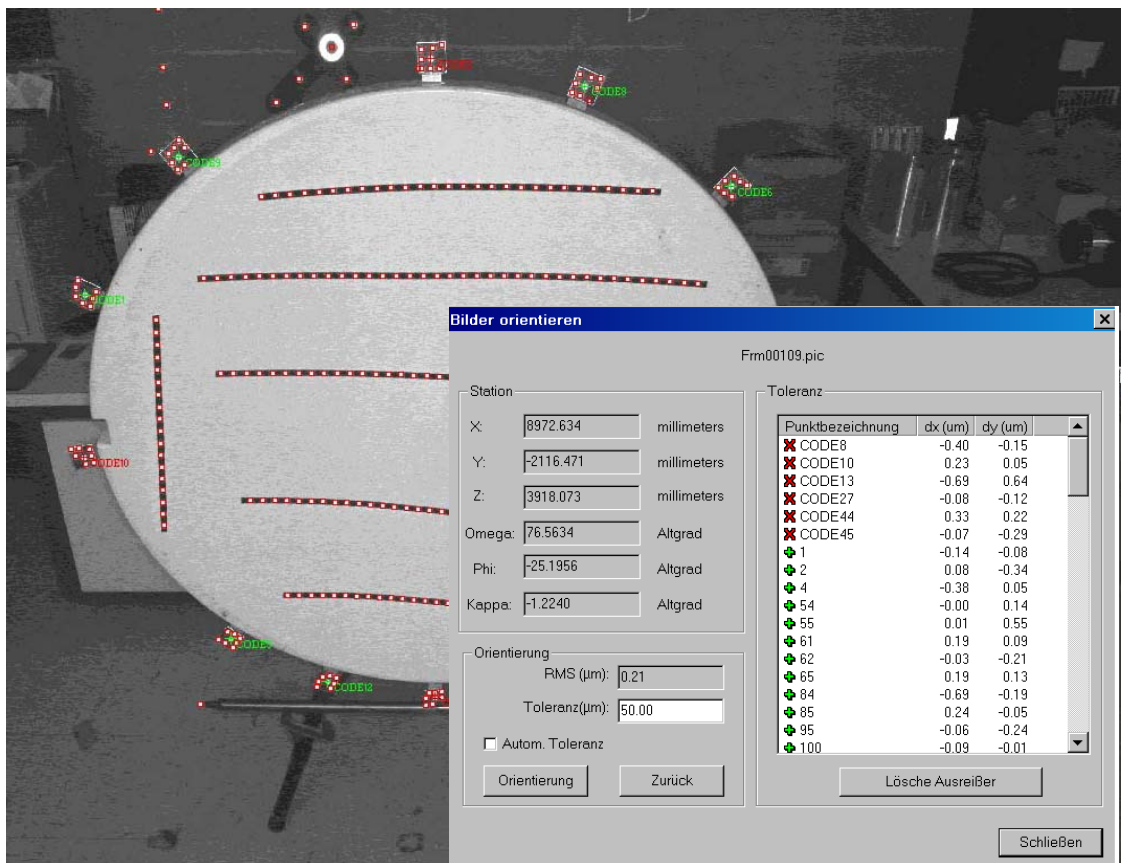 CODE9
CODE3
CODE6
CODE1
CODE10
CODE12
Bilder orientieren
Frm00109.pic
Station
X: 8972.634 millimeters
Y: -2116.471 millimeters
Z: 3918.073 millimeters
Omega: 76.5634 Altgrad
Phi: -25.1956 Altgrad
Kappa: -1.2240 Altgrad
Orientierung
RMS (µm): 0.21
Toleranz(µm): 50.00
Autom. Toleranz
Orientierung Zurück
Toleranz
Punktbezeichnung dx (um) dy (um)
CODE8 -0.40 -0.15
CODE10 0.23 0.05
CODE13 -0.69 0.64
CODE27 -0.08 -0.12
CODE44 0.33 0.22
CODE45 -0.07 -0.29
1 -0.14 -0.08
2 0.08 -0.34
4 -0.38 0.05
54 -0.00 0.14
55 0.01 0.55
61 0.19 0.09
62 -0.03 -0.21
65 0.19 0.13
84 -0.69 -0.19
85 0.24 -0.05
95 -0.06 -0.24
100 -0.09 -0.01
Lösche Ausreißer
Schließen